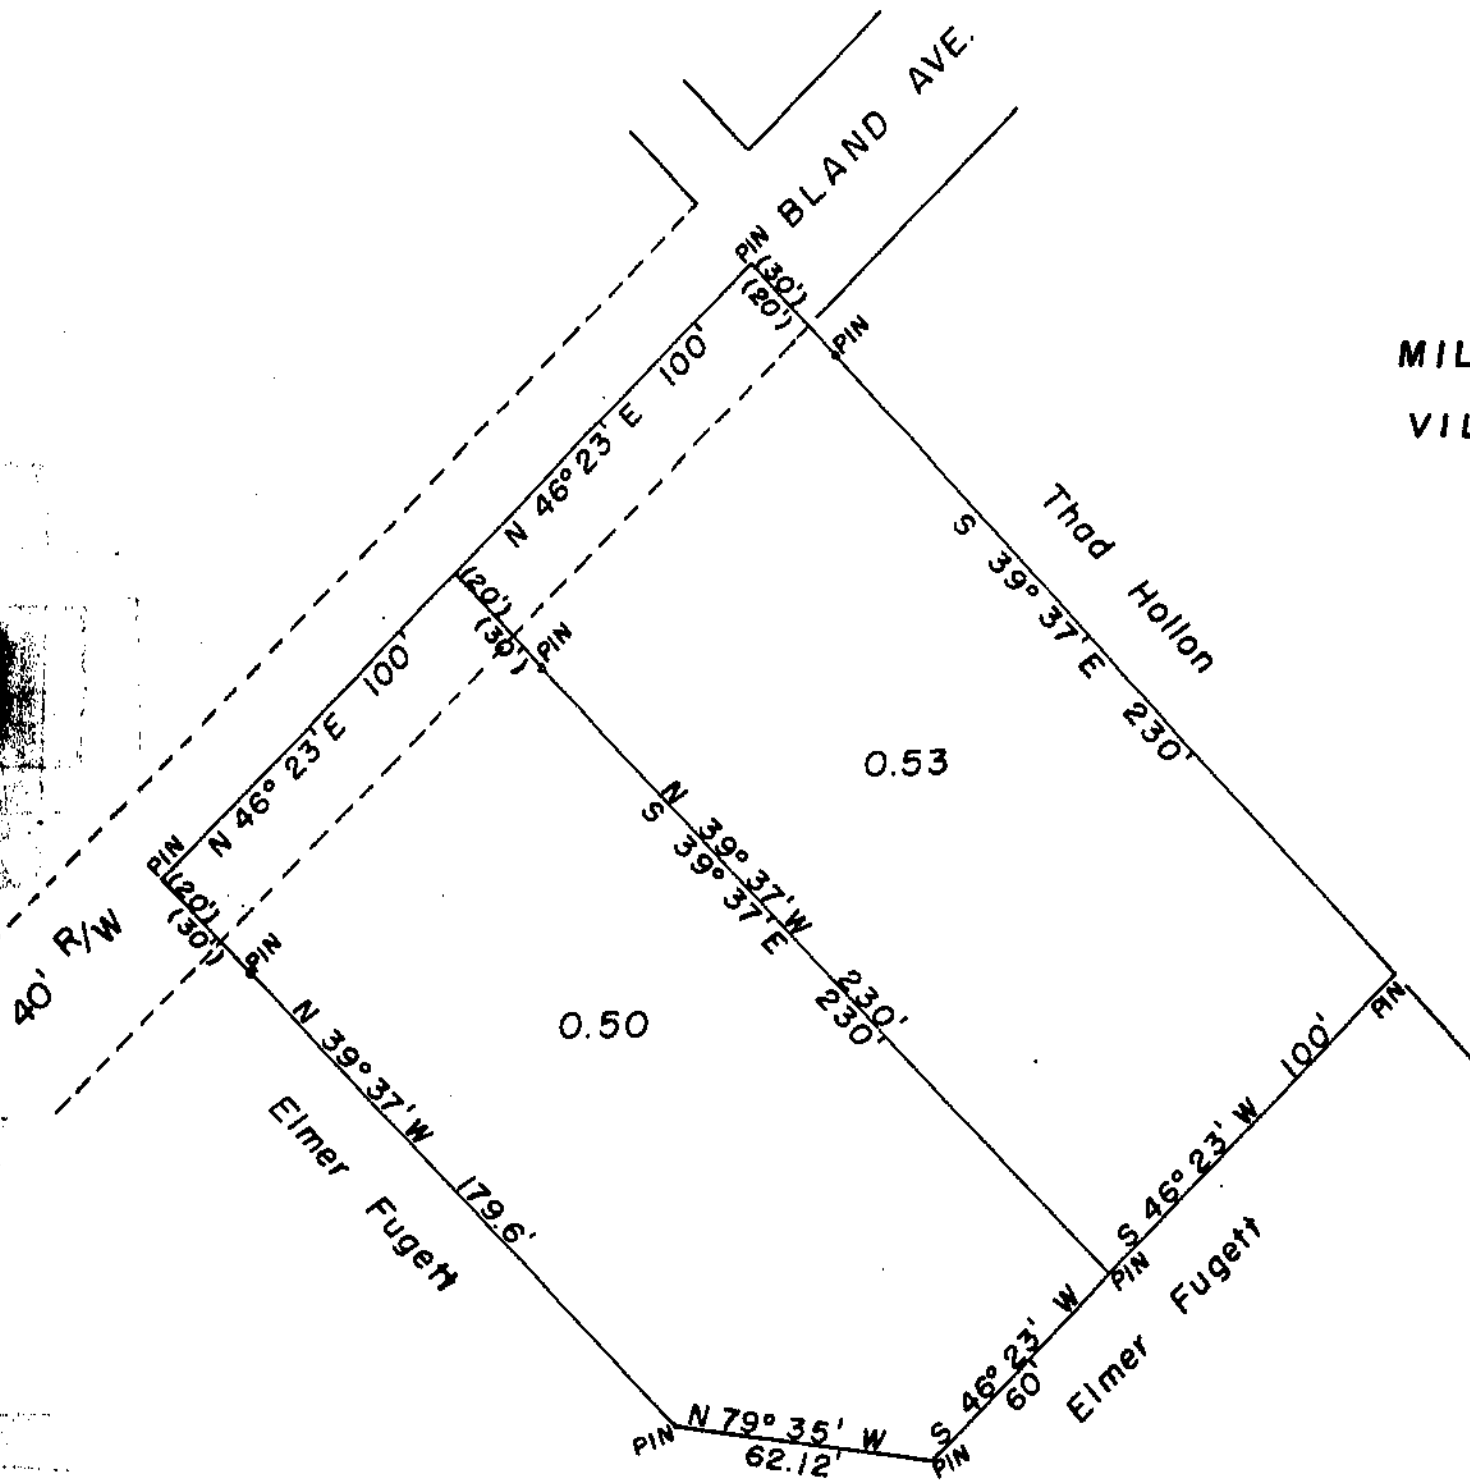 BLAND AVE.
PIN
(30')
(20')
PIN
MIL
VIL
N 46° 23' E 100'
Thad Hollon
S 39° 37' E 230'
(20')
(30')
PIN
N 46° 23' E 100'
0.53
N 39° 37' W 230'
S 39° 37' E 230'
PIN
(20')
(30')
PIN
40' R/W
0.50
N 39° 37' W 179.6'
Elmer Fugett
PIN
S 46° 23' W 100'
PIN
Elmer Fugett
S 46° 23' W
60'
PIN
N 79° 35' W
62.12'
PIN